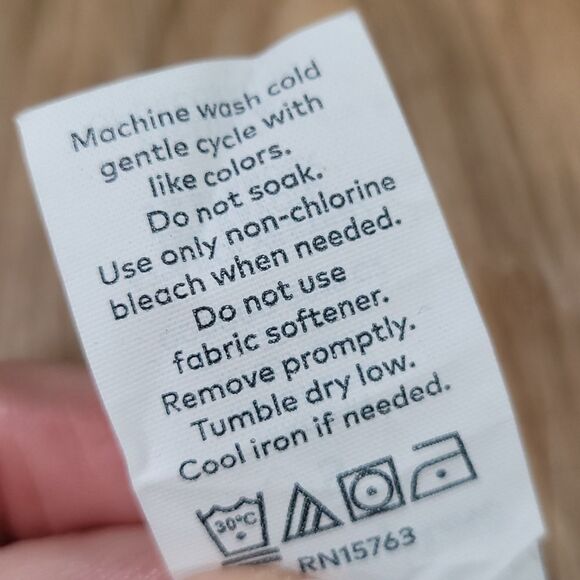 Machine wash cold
gentle cycle with
like colors.
Do not soak.
Use only non-chlorine
bleach when needed.
Do not use
fabric softener.
Remove promptly.
Tumble dry low.
Cool iron if needed.
30°C
RN15763